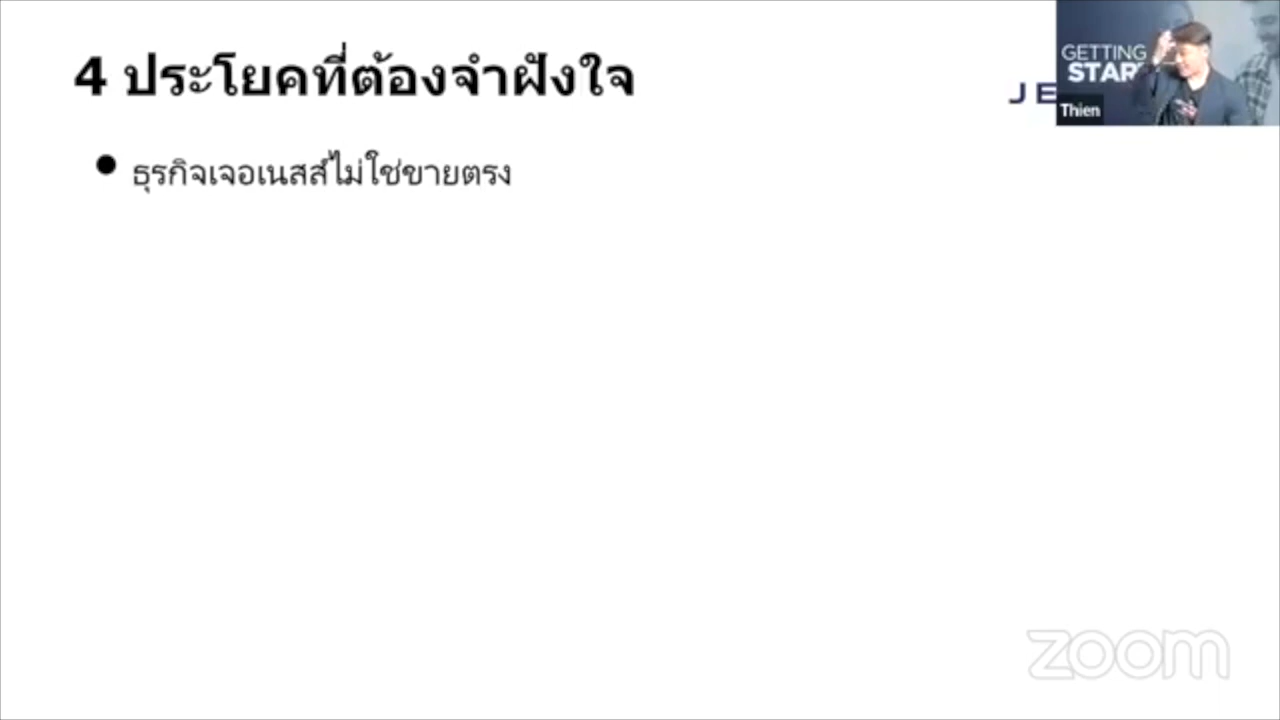 4 ประโยคที่ต้องจำฝังใจ
ธุรกิจเจอเนสส์ไม่ใช่ขายตรง
JE
GETTING
STAR
Thien
zoom